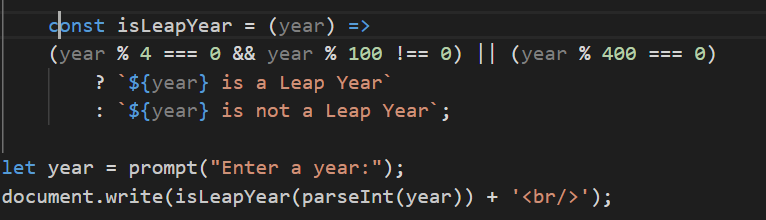 const isLeapYear = (year) =>
(year % 4 === 0 && year % 100 !== 0) || (year % 400 === 0)
? `${year} is a Leap Year`
: `${year} is not a Leap Year`;
let year = prompt("Enter a year:");
document.write(isLeapYear(parseInt(year)) + '<br/>');